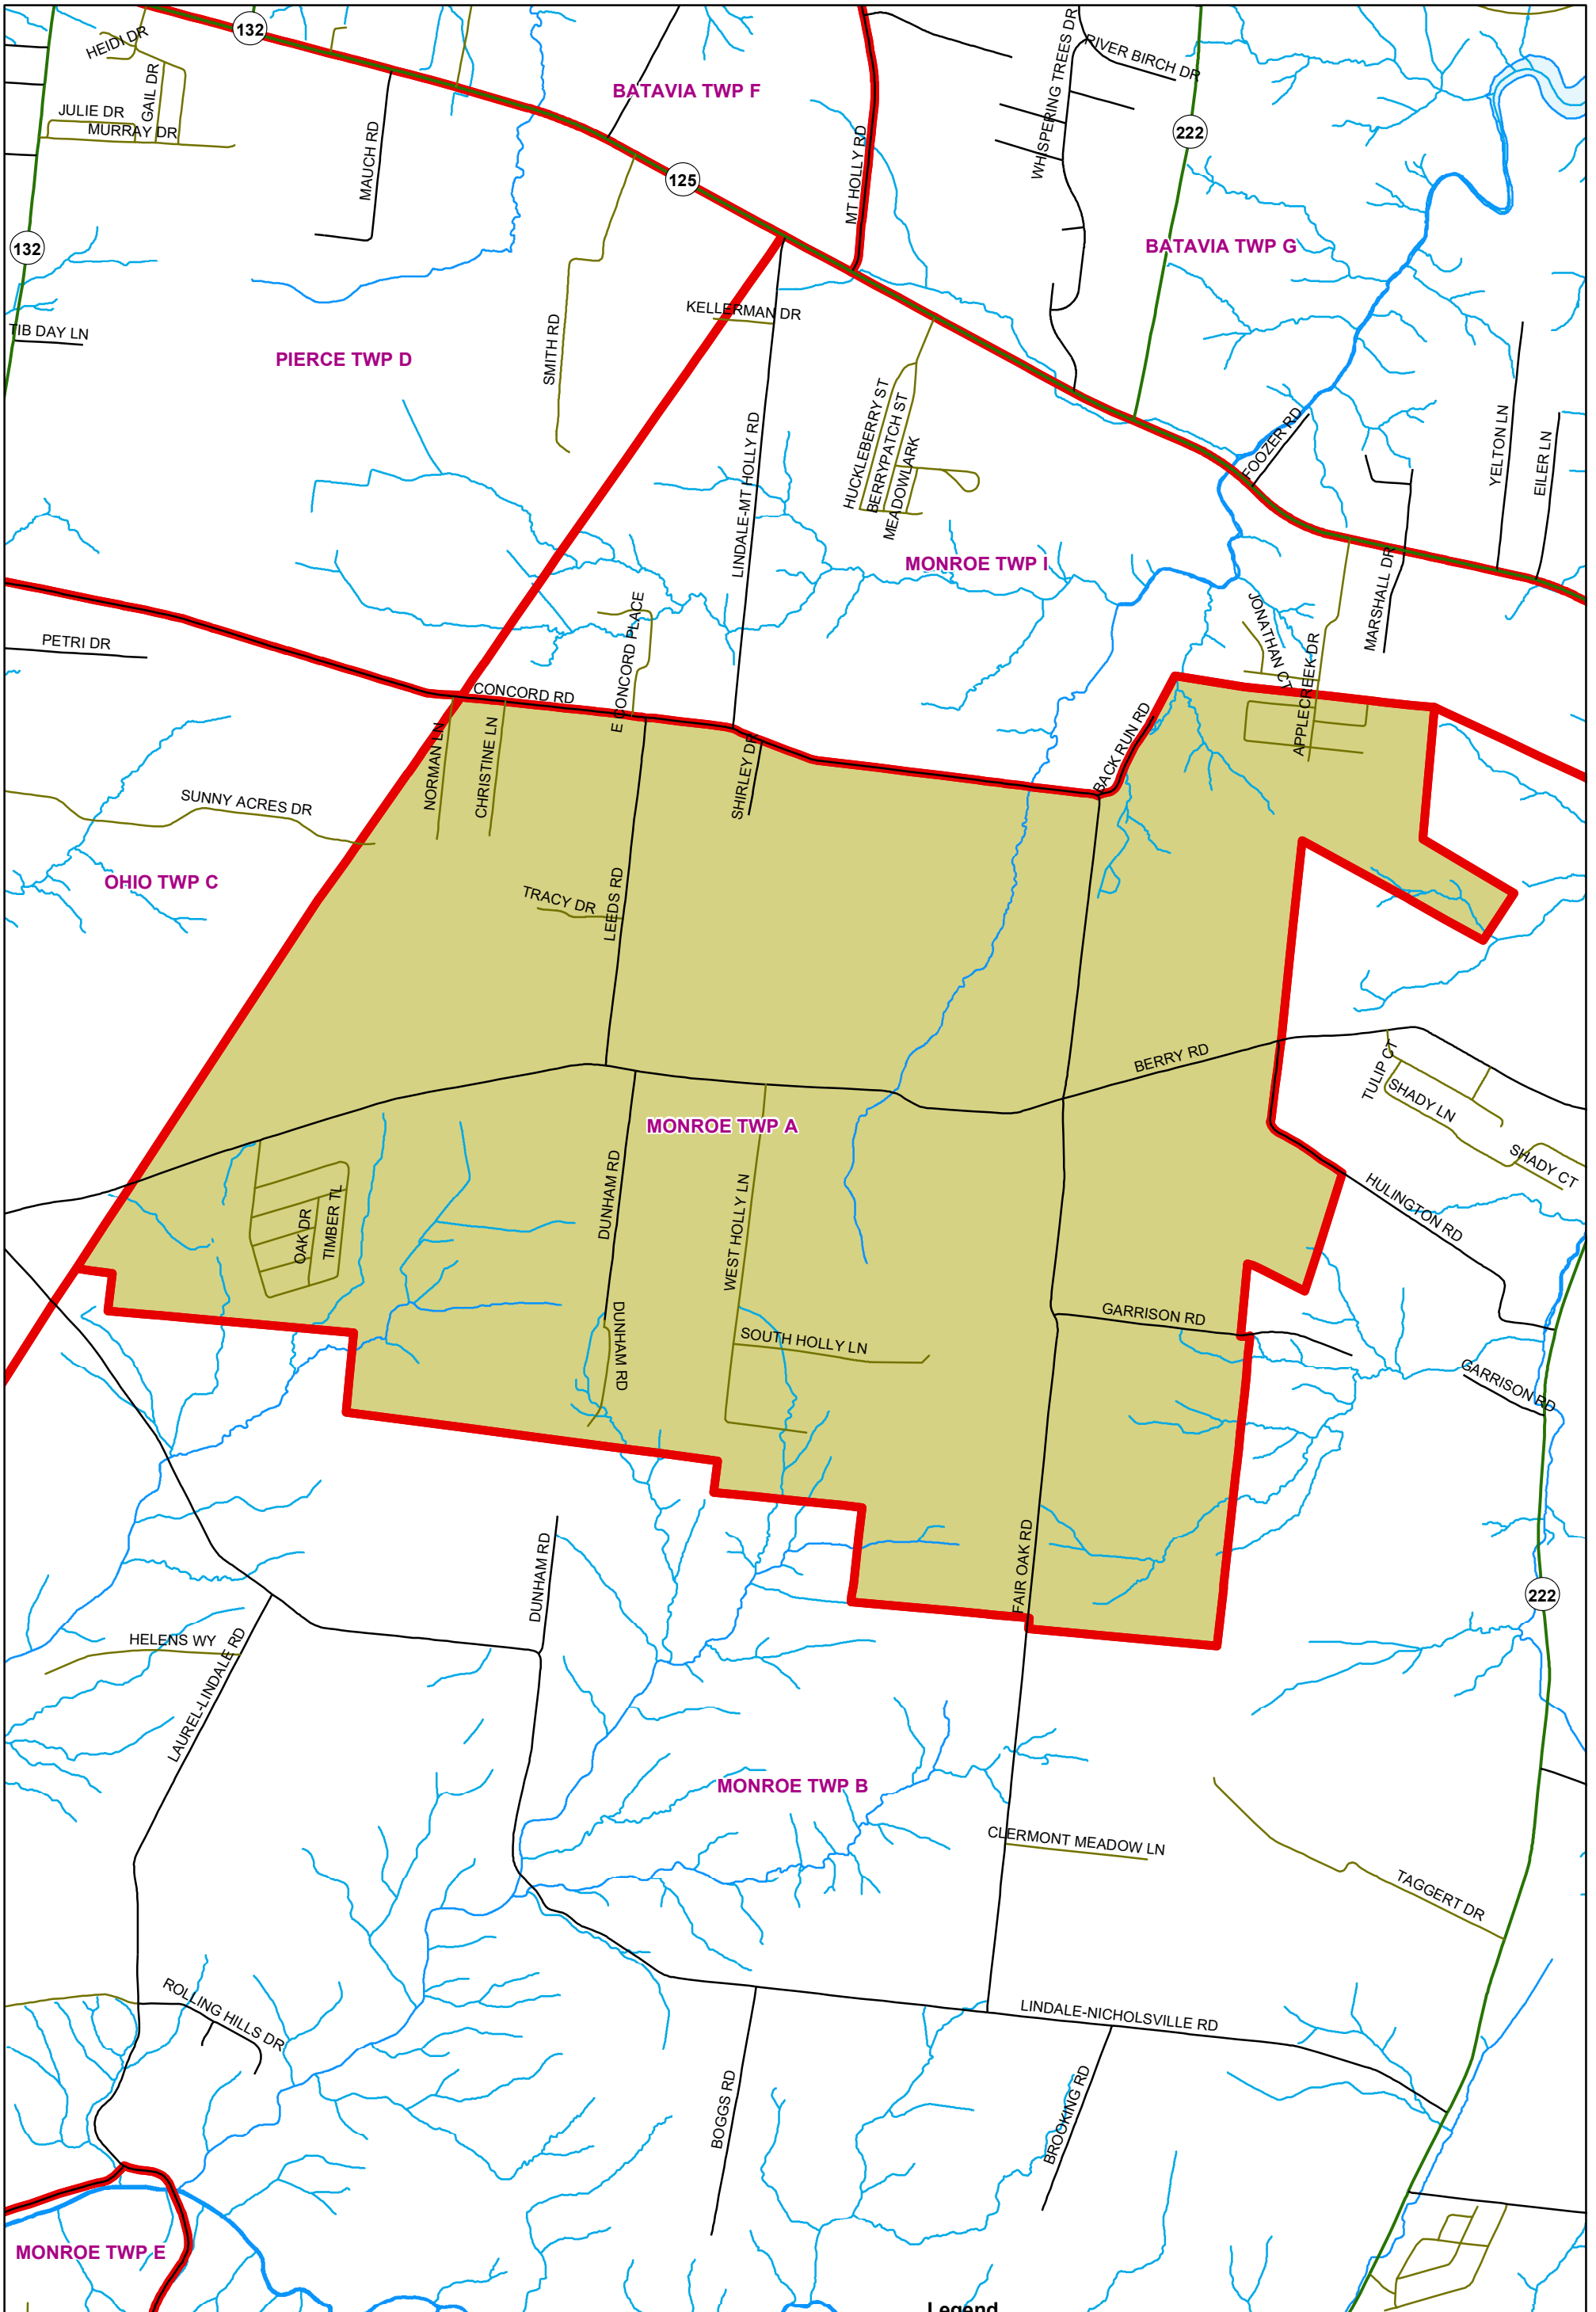 132
HEIDI DR
GAIL DR
JULIE DR
MURRAY DR
MAUCH RD
BATAVIA TWP F
125
MT HOLLY RD
WHISPERING TREES DR
RIVER BIRCH DR
222
BATAVIA TWP G
132
TIB DAY LN
PIERCE TWP D
SMITH RD
KELLERMAN DR
LINDALE-MT HOLLY RD
HUCKLEBERRY ST
BERRYPATCH ST
MEADOWLARK
FOOZER RD
YELTON LN
EILER LN
MONROE TWP I
MARSHALL DR
JONATHAN CT
APPLECREEK DR
PETRI DR
CONCORD RD
E CONCORD PLACE
NORMAN LN
CHRISTINE LN
SHIRLEY DR
BACK RUN RD
SUNNY ACRES DR
OHIO TWP C
TRACY DR
LEEDS RD
BERRY RD
TULIP CT
SHADY LN
SHADY CT
MONROE TWP A
DUNHAM RD
WEST HOLLY LN
OAK DR
TIMBER TL
HULINGTON RD
GARRISON RD
DUNHAM RD
SOUTH HOLLY LN
GARRISON RD
FAIR OAK RD
DUNHAM RD
222
HELENS WY
LAUREL-LINDALE RD
MONROE TWP B
CLERMONT MEADOW LN
TAGGERT DR
ROLLING HILLS DR
LINDALE-NICHOLSVILLE RD
BOGGS RD
BROOKING RD
MONROE TWP E
Legend